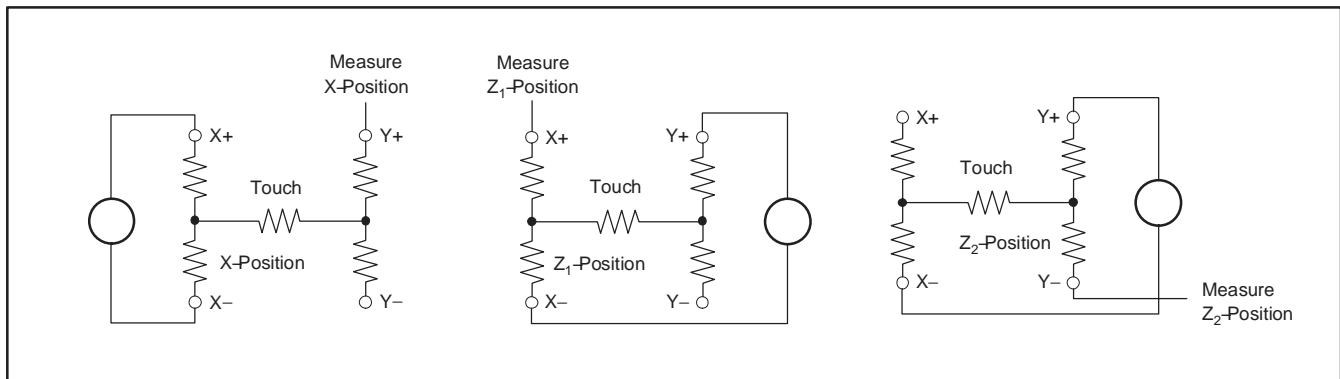 Measure
X–Position
X+
Y+
Touch
X–Position
X–
Y–
Measure
Z₁–Position
X+
Y+
Touch
Z₁–Position
X–
Y–
X+
Y+
Touch
Z₂–Position
X–
Y–
Measure
Z₂–Position